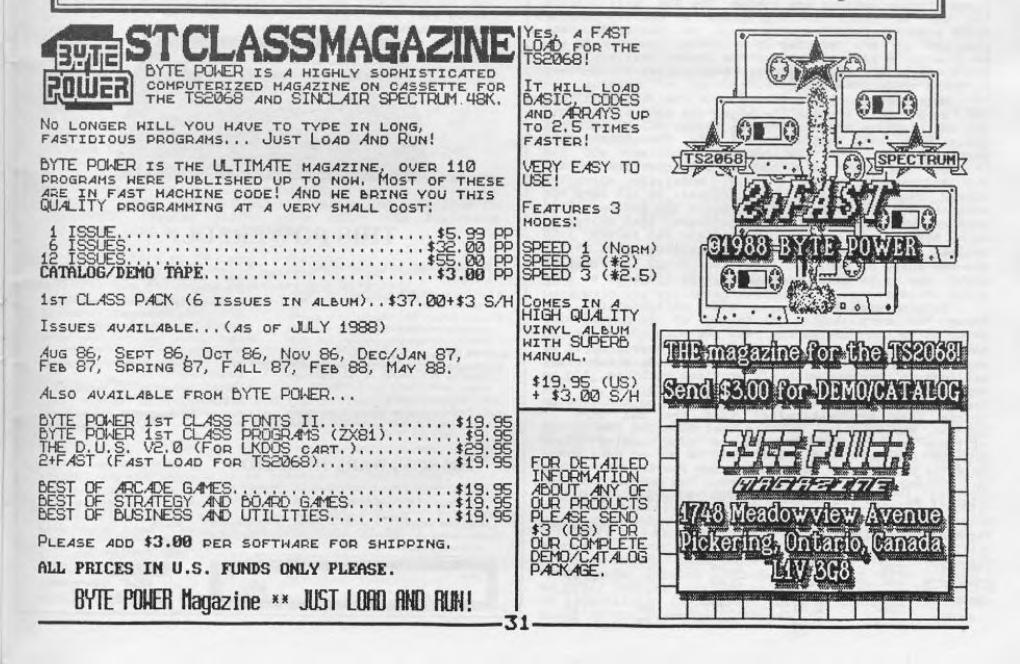 BYTE POWER
1ST CLASS MAGAZINE
BYTE POWER IS A HIGHLY SOPHISTICATED
COMPUTERIZED MAGAZINE ON CASSETTE FOR
THE TS2068 AND SINCLAIR SPECTRUM 48K.
NO LONGER WILL YOU HAVE TO TYPE IN LONG,
FASTIDIOUS PROGRAMS... JUST LOAD AND RUN!
BYTE POWER IS THE ULTIMATE MAGAZINE, OVER 110
PROGRAMS WERE PUBLISHED UP TO NOW. MOST OF THESE
ARE IN FAST MACHINE CODE! AND WE BRING YOU THIS
QUALITY PROGRAMMING AT A VERY SMALL COST:
1 ISSUE..............................$5.99 PP
6 ISSUES............................$32.00 PP
12 ISSUES...........................$55.00 PP
CATALOG/DEMO TAPE....................$3.00 PP
1ST CLASS PACK (6 ISSUES IN ALBUM)..$37.00+$3 S/H
ISSUES AVAILABLE...(AS OF JULY 1988)
AUG 86, SEPT 86, OCT 86, NOV 86, DEC/JAN 87,
FEB 87, SPRING 87, FALL 87, FEB 88, MAY 88.
ALSO AVAILABLE FROM BYTE POWER...
BYTE POWER 1ST CLASS FONTS II.............$19.95
BYTE POWER 1ST CLASS PROGRAMS (ZX81).......$9.95
THE D.U.S. V2.0 (FOR LKDOS CART.).........$29.95
2+FAST (FAST LOAD FOR TS2068).............$19.95
BEST OF ARCADE GAMES......................$19.95
BEST OF STRATEGY AND BOARD GAMES..........$19.95
BEST OF BUSINESS AND UTILITIES............$19.95
PLEASE ADD $3.00 PER SOFTWARE FOR SHIPPING.
ALL PRICES IN U.S. FUNDS ONLY PLEASE.
BYTE POWER Magazine ** JUST LOAD AND RUN!
YES, A FAST
LOAD FOR THE
TS2068!
IT WILL LOAD
BASIC, CODES
AND ARRAYS UP
TO 2.5 TIMES
FASTER!
VERY EASY TO
USE!
FEATURES 3
MODES:
SPEED 1 (NORM)
SPEED 2 (*2)
SPEED 3 (*2.5)
COMES IN A
HIGH QUALITY
VINYL ALBUM
WITH SUPERB
MANUAL.
$19.95 (US)
+ $3.00 S/H
FOR DETAILED
INFORMATION
ABOUT ANY OF
OUR PRODUCTS
PLEASE SEND
$3 (US) FOR
OUR COMPLETE
DEMO/CATALOG
PACKAGE.
TS2068
SPECTRUM
2+FAST
©1988 BYTE POWER
THE magazine for the TS2068!
Send $3.00 for DEMO/CATALOG
BYTE POWER
MAGAZINE
1748 Meadowview Avenue
Pickering, Ontario, Canada
L1V 3G8
31